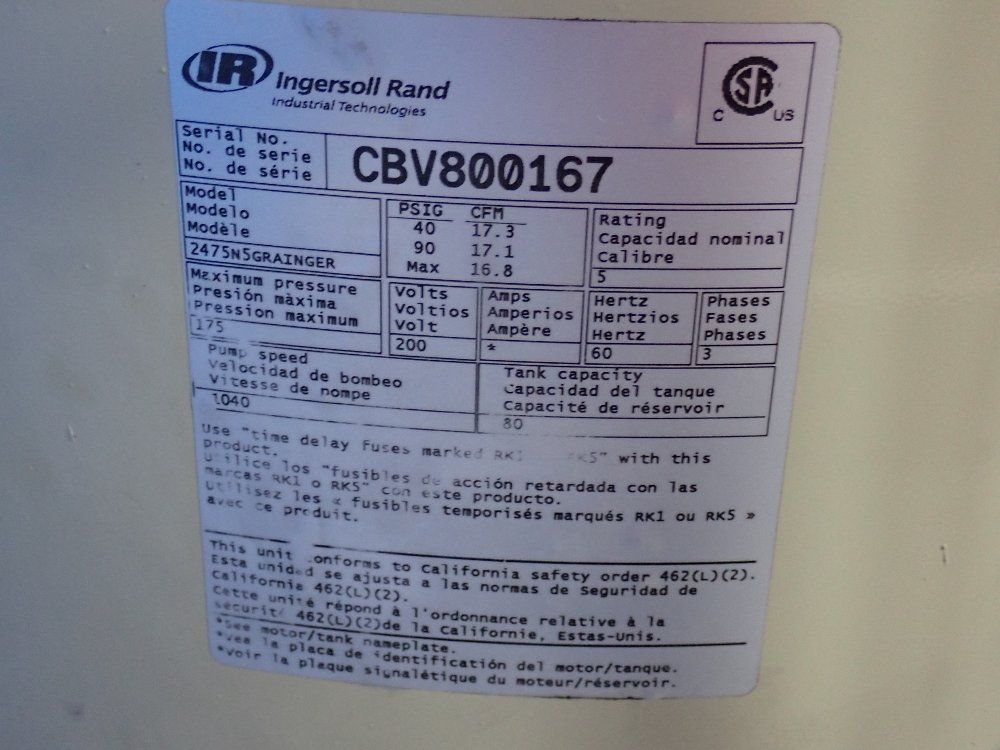 IR Ingersoll Rand
Industrial Technologies
CSA
C US
Serial No.
No. de serie
No. de série
CBV800167
Model
Modelo
Modèle
2475N5GRAINGER
PSIG CFM
40 17.3
90 17.1
Max 16.8
Rating
Capacidad nominal
Calibre
5
Maximum pressure
Presión màxima
Pression maximum
175
Volts
Voltios
Volt
200
Amps
Amperios
Ampère
*
Hertz
Hertzios
Hertz
60
Phases
Fases
Phases
3
Pump speed
Velocidad de bombeo
Vitesse de nompe
1040
Tank capacity
Capacidad del tanque
Capacité de réservoir
80
Use "time delay Fuses marked RK1 RK5" with this
product.
Utilice los "fusibles de acción retardada con las
marcas RK1 o RK5" con este producto.
Utilisez les « fusibles temporisés marqués RK1 ou RK5 »
avec ce produit.
This unit conforms to California safety order 462(L)(2).
Esta unidad se ajusta a las normas de Seguridad de
California 462(L)(2).
Cette unité répond à l'ordonnance relative à la
sécurité 462(L)(2)de la Californie, Estas-Unis.
*See motor/tank nameplate.
*vea la placa de identificación del motor/tanque.
*voir la plaque signalétique du moteur/réservoir.